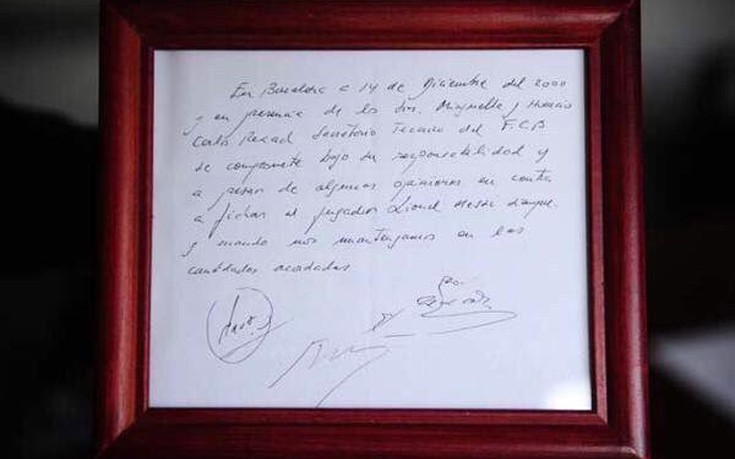 En Barcelona a 14 de Diciembre del 2000
y en presencia de los Srs. Minguella y Horacio
Carlos Rexach Secretario Tecnico del F.C.B
se compromete bajo su responsabilidad y
a pesar de algunas opiniones en contra
a fichar al jugador Lionel Messi siempre
y cuando nos mantengamos en las
cantidades acordadas